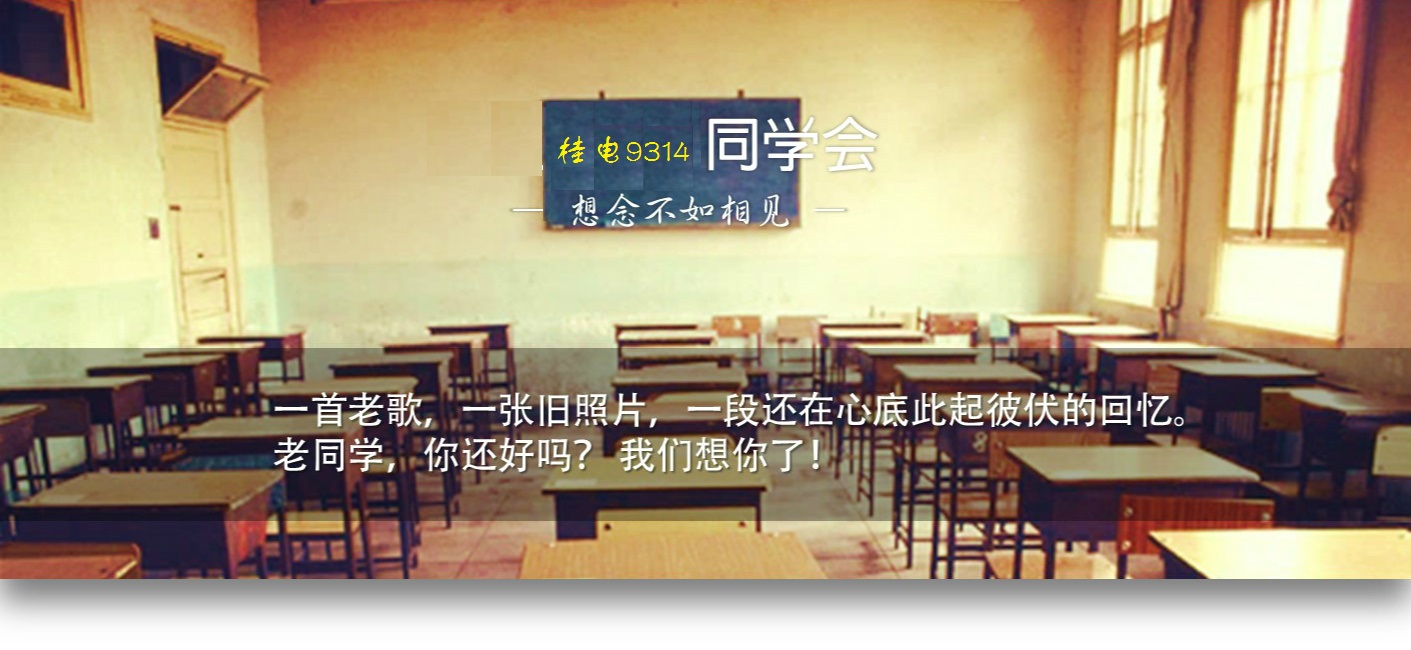 桂电9314 同学会
— 想念不如相见 —
一首老歌，一张旧照片，一段还在心底此起彼伏的回忆。
老同学，你还好吗？ 我们想你了！